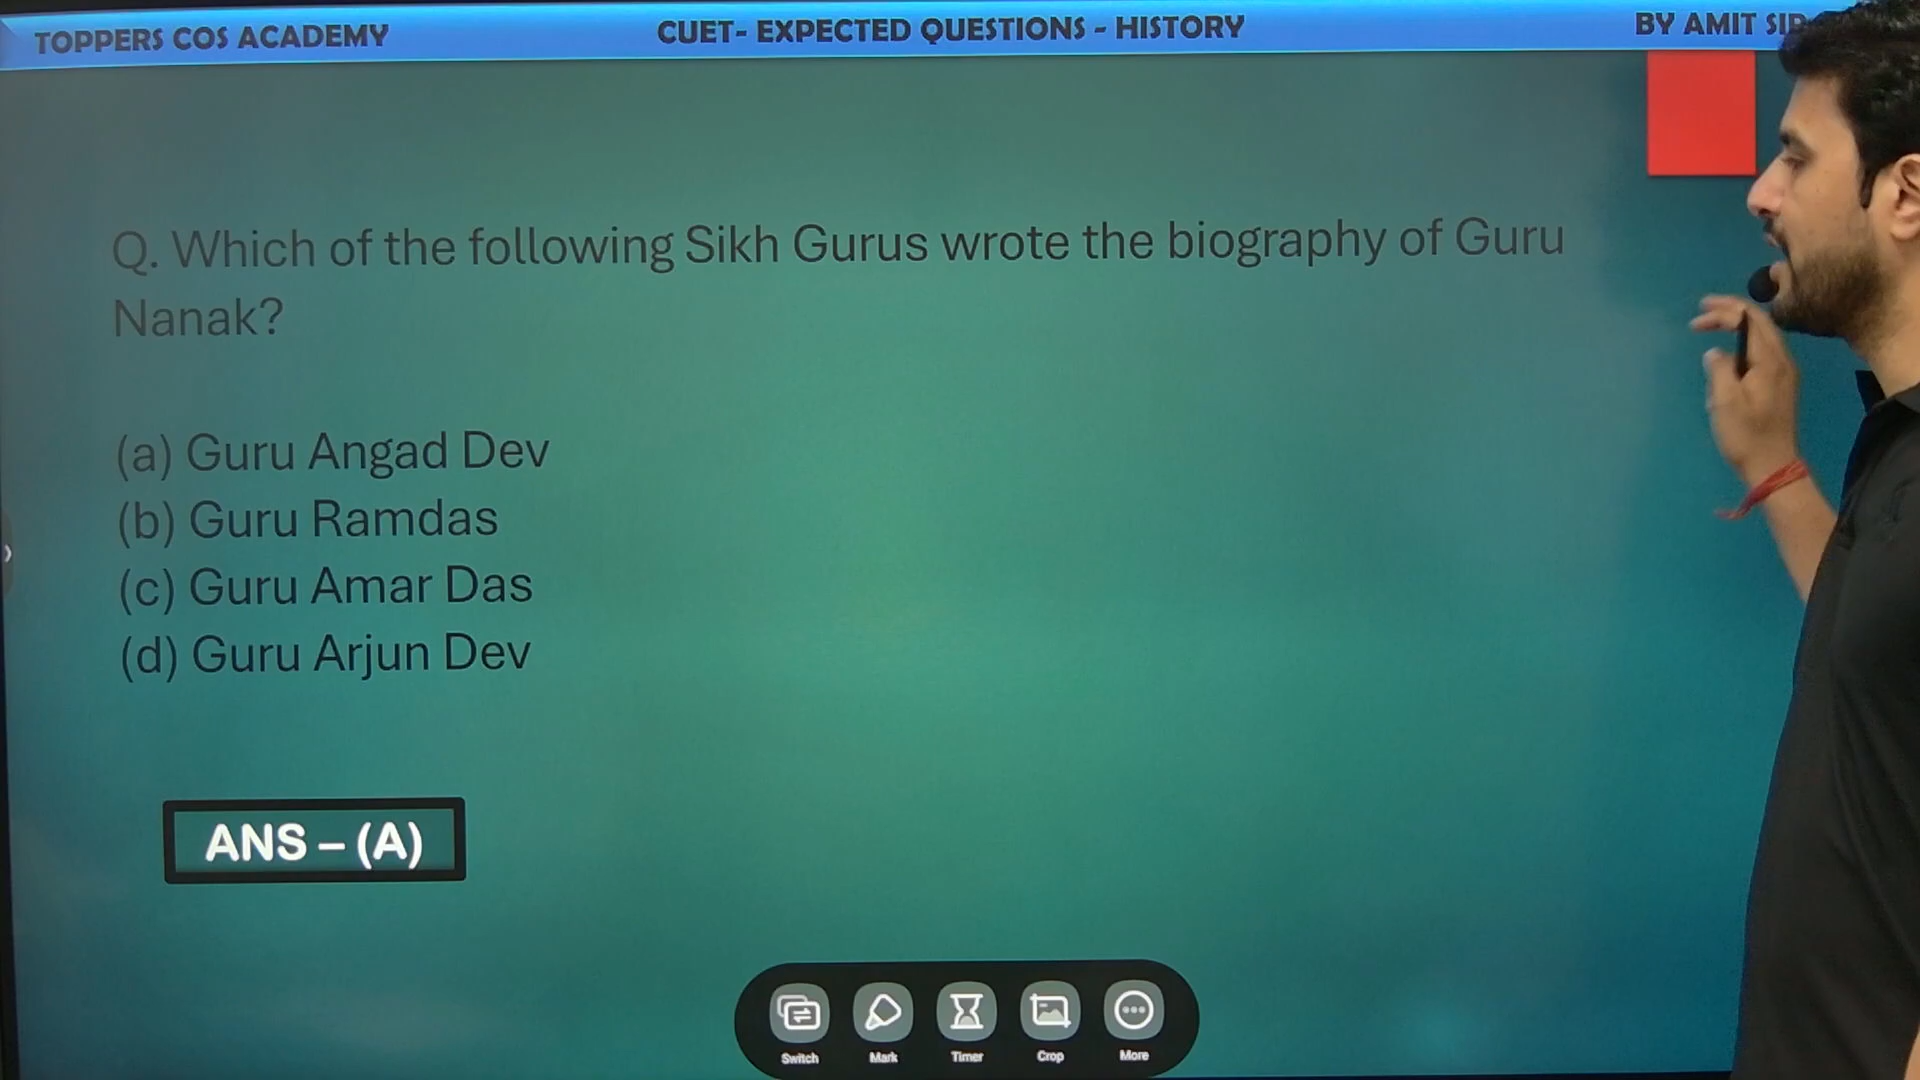 TOPPERS COS ACADEMY
CUET- EXPECTED QUESTIONS - HISTORY
BY AMIT SIR
Q. Which of the following Sikh Gurus wrote the biography of Guru
Nanak?
(a) Guru Angad Dev
(b) Guru Ramdas
(c) Guru Amar Das
(d) Guru Arjun Dev
ANS – (A)
Switch
Mark
Timer
Crop
More